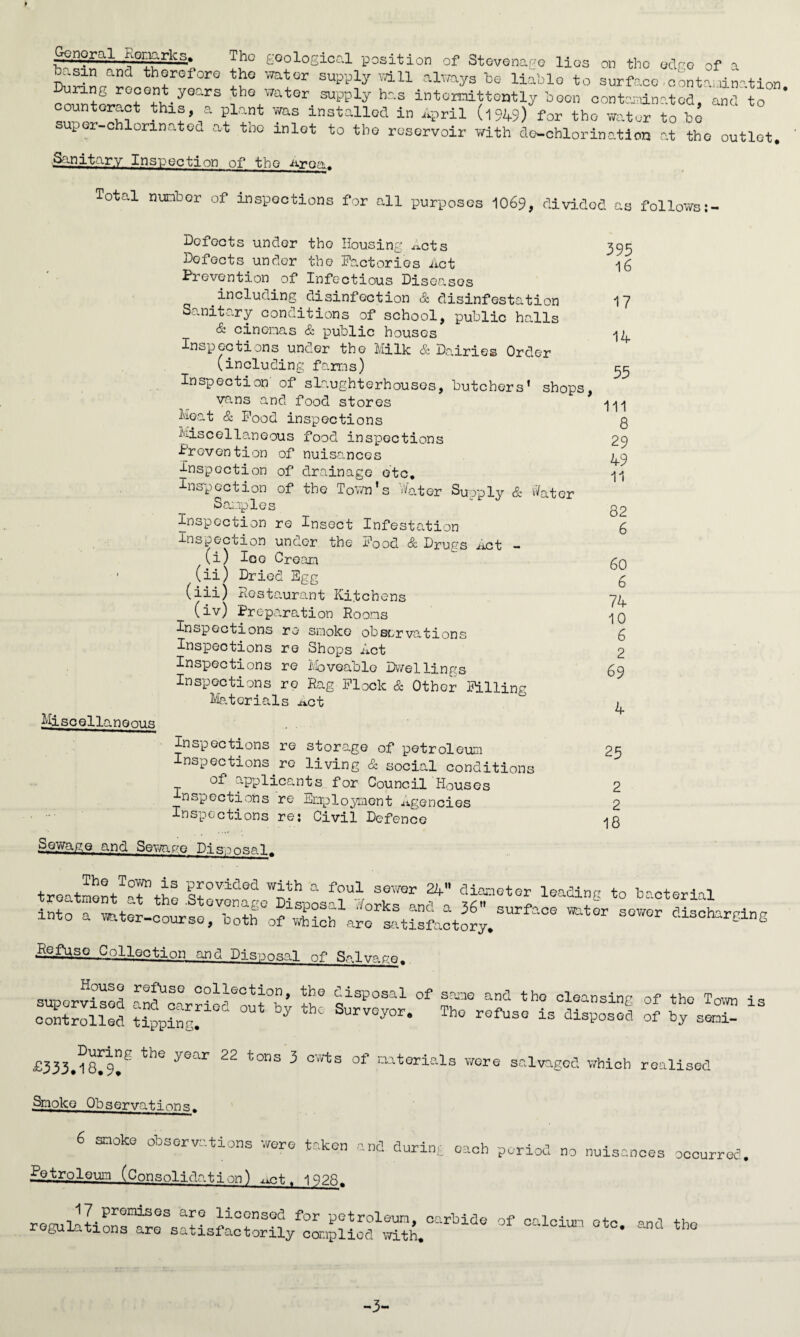 General Remarks. The geological position of Stevenage lies on the edge of a
basin and therefore the water supply will always be liable to surface contamination.
During recent years the water supply has intermittently been contaminated, and to
counteract this, a plant was installed in April (1949) for the water to be
super-chlorinated at the inlet to the reservoir with de-chlorination at the outlet.
Sanitary Inspection of the Area.
Total number of inspections for all purposes 1069, divided as follows:-
Defects under the Housing Acts 395
Defects under the Factories Act 16
Prevention of Infectious Diseases
including disinfection & disinfestation 17
Sanitary conditions of school, public halls
& cinemas & public houses 14
Inspections under the Milk & Dairies Order
(including farms) 55
Inspection of slaughterhouses, butchers' shops,
vans and food stores 111
Meat & Food inspections 8
Miscellaneous food inspections 29
Prevention of nuisances 49
Inspection of drainage etc. 11
Inspection of the Town's Water Supply & Water
Samples 82
Inspection re Insect Infestation 6
Inspection under the Food & Drugs Act -
(i) Ice Cream 60
(ii) Dried Egg 6
(iii) Restaurant Kitchens 74
(iv) Preparation Rooms 10
Inspections re smoke observations 6
Inspections re Shops Act 2
Inspections re Moveable Dwellings 69
Inspections re Rag Flock & Other Filling
Materials Act 4
Miscellaneous
Inspections re storage of petroleum 25
Inspections re living & social conditions
of applicants for Council Houses 2
Inspections re Employment Agencies 2
Inspections re: Civil Defence 18
Sewage and Sewage Disposal.
The Town is provided with a foul sewer 24" diameter leading to bacterial
treatment at the Stevenage Disposal Works and a 36" surface water sewer discharging
into a water-course, both of which are satisfactory.
Refuse Collection and Disposal of Salvage.
House refuse collection, the disposal of same and the cleansing of the Town is
supervised and carried out by the Surveyor. The refuse is disposed of by semi-
controlled tipping.
During the year 22 tons 3 cwts of materials were salvaged which realised
£333.18.9.
Smoke Observations.
6 smoke observations were taken and during each period no nuisances occurred.
Petroleum (Consolidation) Act, 1928.
17 premises are licensed for petroleum, carbide of calcium etc. and the
regulations are satisfactorily complied with.
-3-